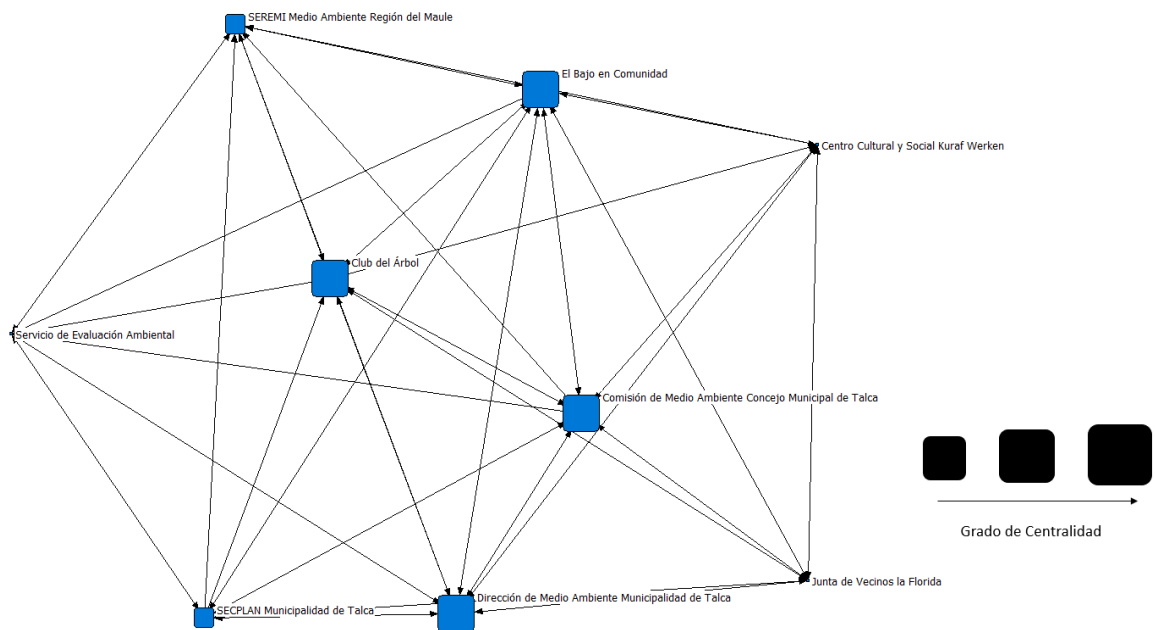 SEREMI Medio Ambiente Región del Maule
El Bajo en Comunidad
Centro Cultural y Social Kuraf Werken
Club del Árbol
Servicio de Evaluación Ambiental
Comisión de Medio Ambiente Concejo Municipal de Talca
Grado de Centralidad
Junta de Vecinos la Florida
Dirección de Medio Ambiente Municipalidad de Talca
SECPLAN Municipalidad de Talca